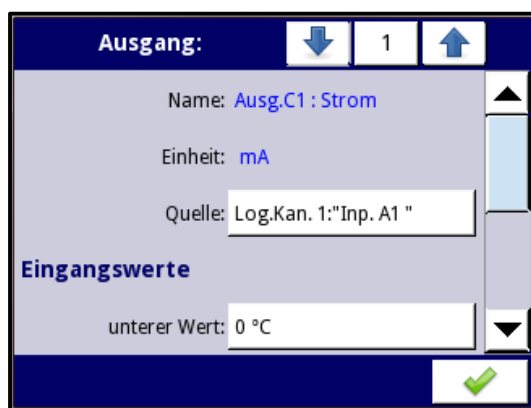 Ausgang: 1
Name: Ausg.C1 : Strom
Einheit: mA
Quelle: Log.Kan. 1:"Inp. A1 "
Eingangswerte
unterer Wert: 0 °C